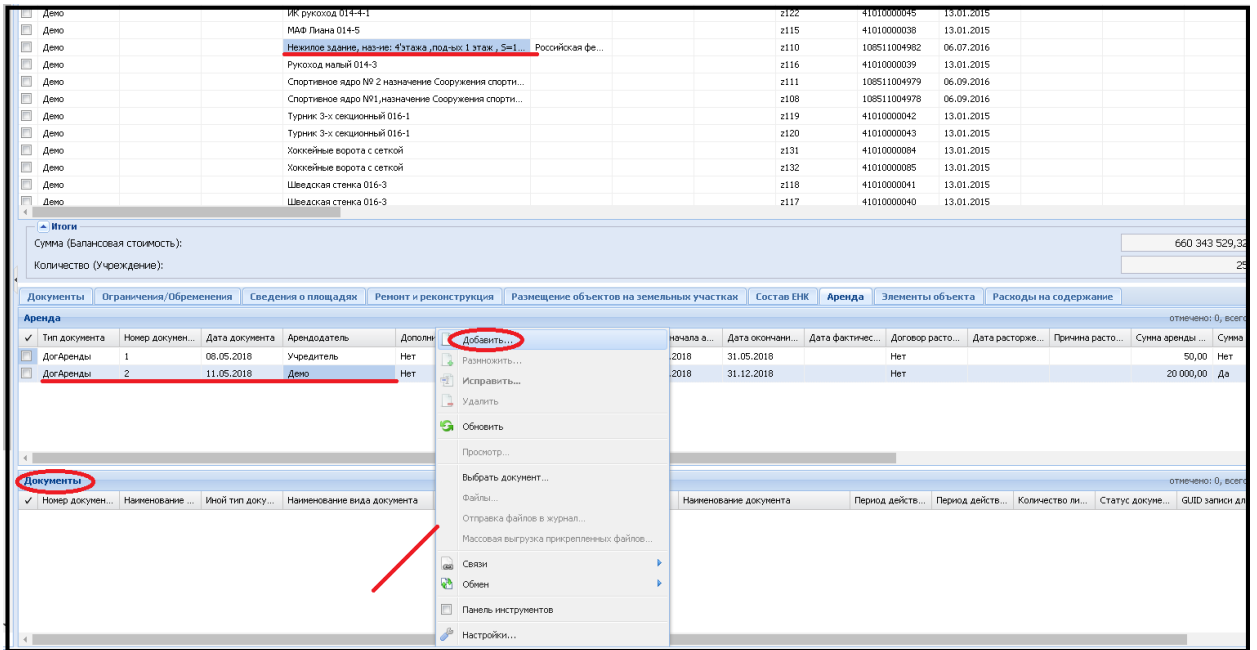 Демо ИК рукоход 014-4-1 z122 41010000045 13.01.2015
Демо МАФ Лиана 014-5 z115 41010000038 13.01.2015
Демо Нежилое здание, наз-ие: 4'этажа ,под-ых 1 этаж , S=1... Российская фе... z110 108511004982 06.07.2016
Демо Рукоход малый 014-3 z116 41010000039 13.01.2015
Демо Спортивное ядро № 2 назначение Сооружения спорти... z111 108511004979 06.09.2016
Демо Спортивное ядро №1,назначение Сооружения спорти... z108 108511004978 06.09.2016
Демо Турник 3-х секционный 016-1 z119 41010000042 13.01.2015
Демо Турник 3-х секционный 016-1 z120 41010000043 13.01.2015
Демо Хоккейные ворота с сеткой z131 41010000084 13.01.2015
Демо Хоккейные ворота с сеткой z132 41010000085 13.01.2015
Демо Шведская стенка 016-3 z118 41010000041 13.01.2015
Демо Шведская стенка 016-3 z117 41010000040 13.01.2015
Итоги
Сумма (Балансовая стоимость): 660 343 529,32
Количество (Учреждение): 25
Документы Ограничения/Обременения Сведения о площадях Ремонт и реконструкция Размещение объектов на земельных участках Состав ЕНК Аренда Элементы объекта Расходы на содержание
Аренда отмечено: 0, всего
Тип документа Номер докумен... Дата документа Арендодатель Дополн начала а... Дата окончани... Дата фактичес... Договор расто... Дата расторже... Причина расто... Сумма аренды ... Сумма
ДогАренды 1 08.05.2018 Учредитель Нет .2018 31.05.2018 Нет 50,00 Нет
ДогАренды 2 11.05.2018 Демо Нет .2018 31.12.2018 Нет 20 000,00 Да
Добавить...
Размножить...
Исправить...
Удалить
Обновить
Просмотр...
Выбрать документ...
Файлы...
Отправка файлов в журнал...
Массовая выгрузка прикрепленных файлов...
Связи
Обмен
Панель инструментов
Настройки...
Документы отмечено: 0, всего
Номер докумен... Наименование ... Иной тип доку... Наименование вида документа Наименование документа Период действ... Период действ... Количество ли... Статус докуме... GUID записи дл